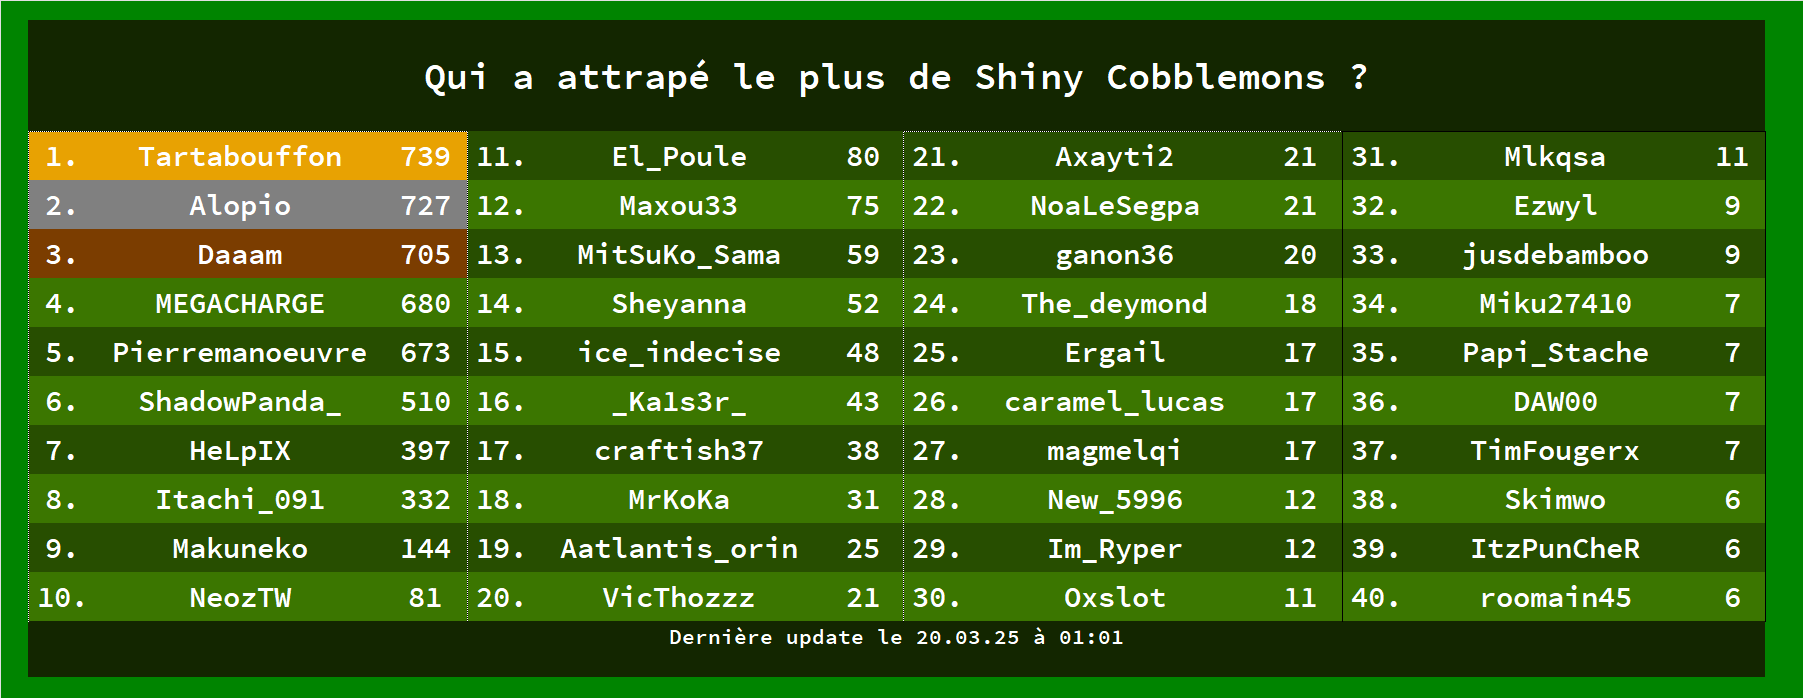 Qui a attrapé le plus de Shiny Cobblemons ?
1. Tartabouffon 739 11. El_Poule 80 21. Axayti2 21 31. Mlkqsa 11
2. Alopio 727 12. Maxou33 75 22. NoaLeSegpa 21 32. Ezwyl 9
3. Daaam 705 13. MitSuKo_Sama 59 23. ganon36 20 33. jusdebamboo 9
4. MEGACHARGE 680 14. Sheyanna 52 24. The_deymond 18 34. Miku27410 7
5. Pierremanoeuvre 673 15. ice_indecise 48 25. Ergail 17 35. Papi_Stache 7
6. ShadowPanda_ 510 16. _Ka1s3r_ 43 26. caramel_lucas 17 36. DAW00 7
7. HeLpIX 397 17. craftish37 38 27. magmelqi 17 37. TimFougerx 7
8. Itachi_091 332 18. MrKoKa 31 28. New_5996 12 38. Skimwo 6
9. Makuneko 144 19. Aatlantis_orin 25 29. Im_Ryper 12 39. ItzPunCheR 6
10. NeozTW 81 20. VicThozzz 21 30. Oxslot 11 40. roomain45 6
Dernière update le 20.03.25 à 01:01